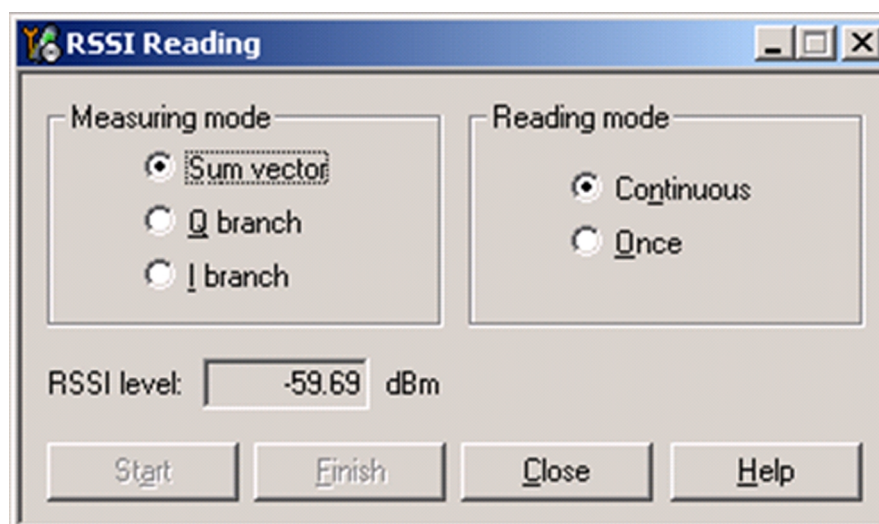 RSSI Reading
Measuring mode
Sum vector
Q branch
I branch
Reading mode
Continuous
Once
RSSI level: -59.69 dBm
Start Finish Close Help